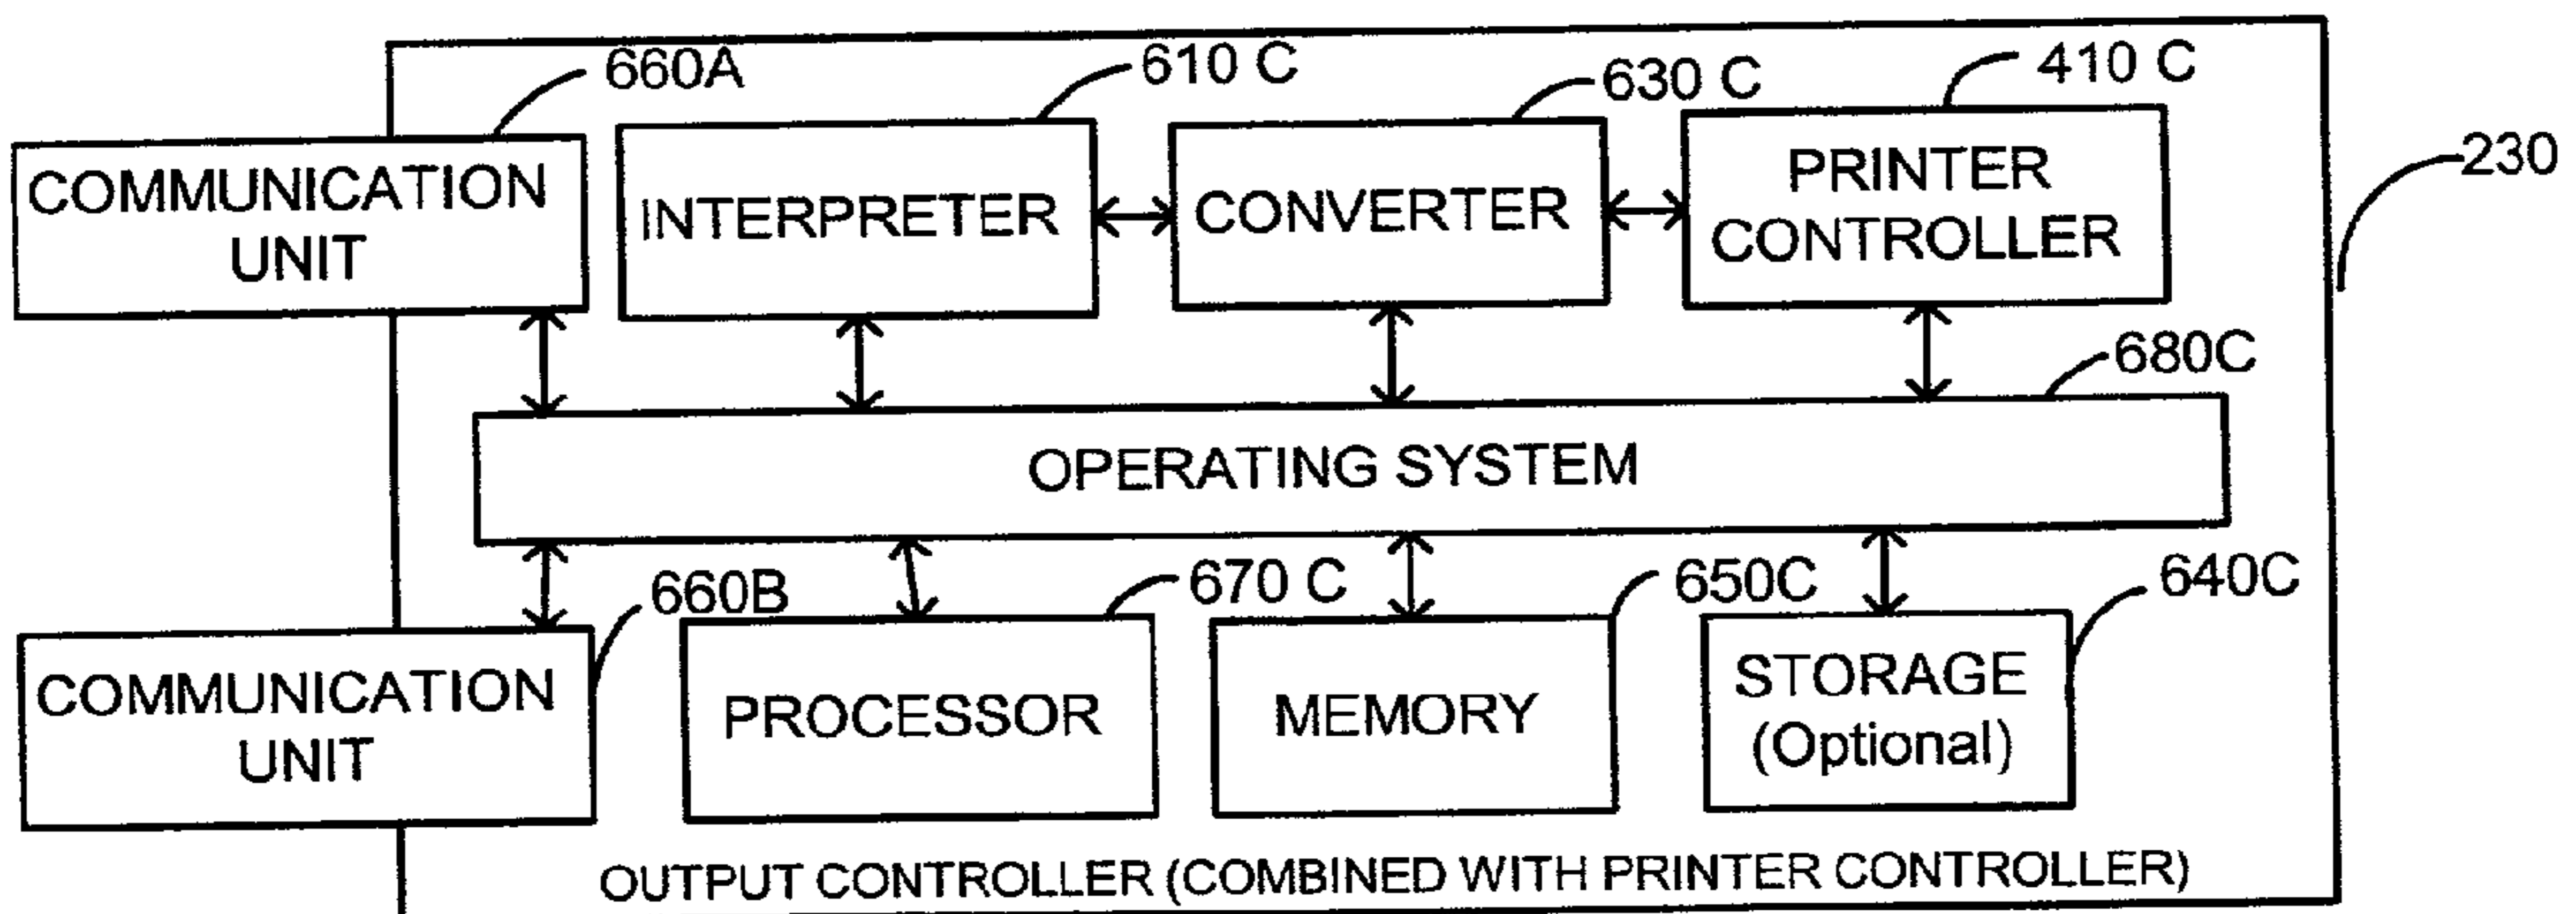 660A
610 C
630 C
410 C
230
COMMUNICATION
UNIT
INTERPRETER
CONVERTER
PRINTER
CONTROLLER
680C
OPERATING SYSTEM
660B
670 C
650C
640C
COMMUNICATION
UNIT
PROCESSOR
MEMORY
STORAGE
(Optional)
OUTPUT CONTROLLER (COMBINED WITH PRINTER CONTROLLER)